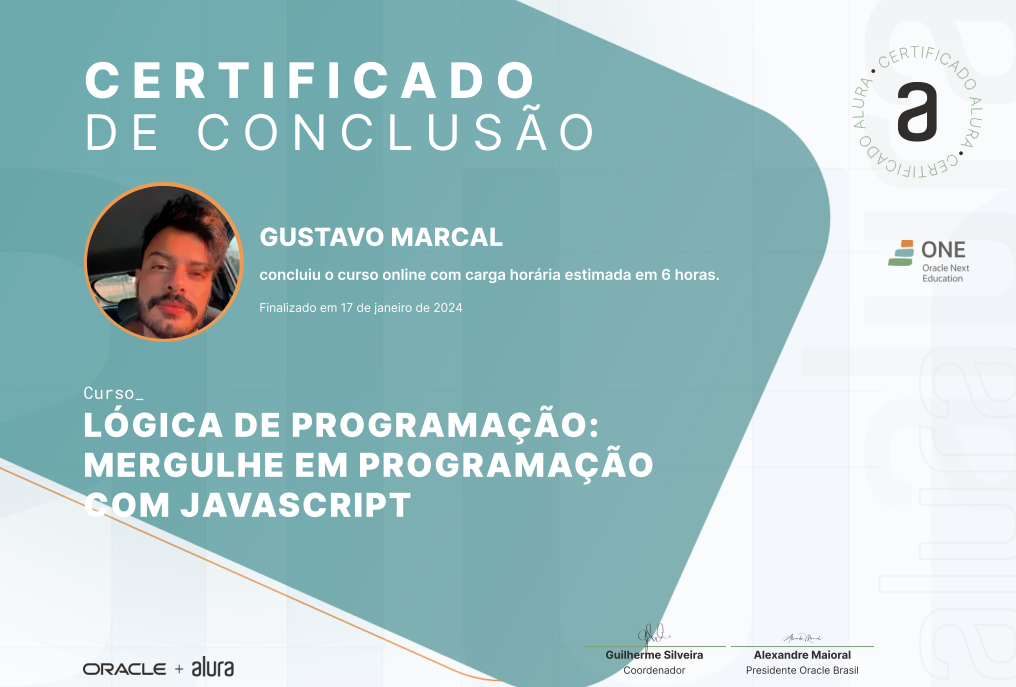 CERTIFICADO
DE CONCLUSÃO
CERTIFICADO ALURA • CERTIFICADO ALURA •
a
GUSTAVO MARCAL
concluiu o curso online com carga horária estimada em 6 horas.
Finalizado em 17 de janeiro de 2024
ONE
Oracle Next
Education
Curso_
LÓGICA DE PROGRAMAÇÃO:
MERGULHE EM PROGRAMAÇÃO
COM JAVASCRIPT
alura
alura
ORACLE + alura
Guilherme Silveira
Coordenador
Alexandre Maioral
Presidente Oracle Brasil